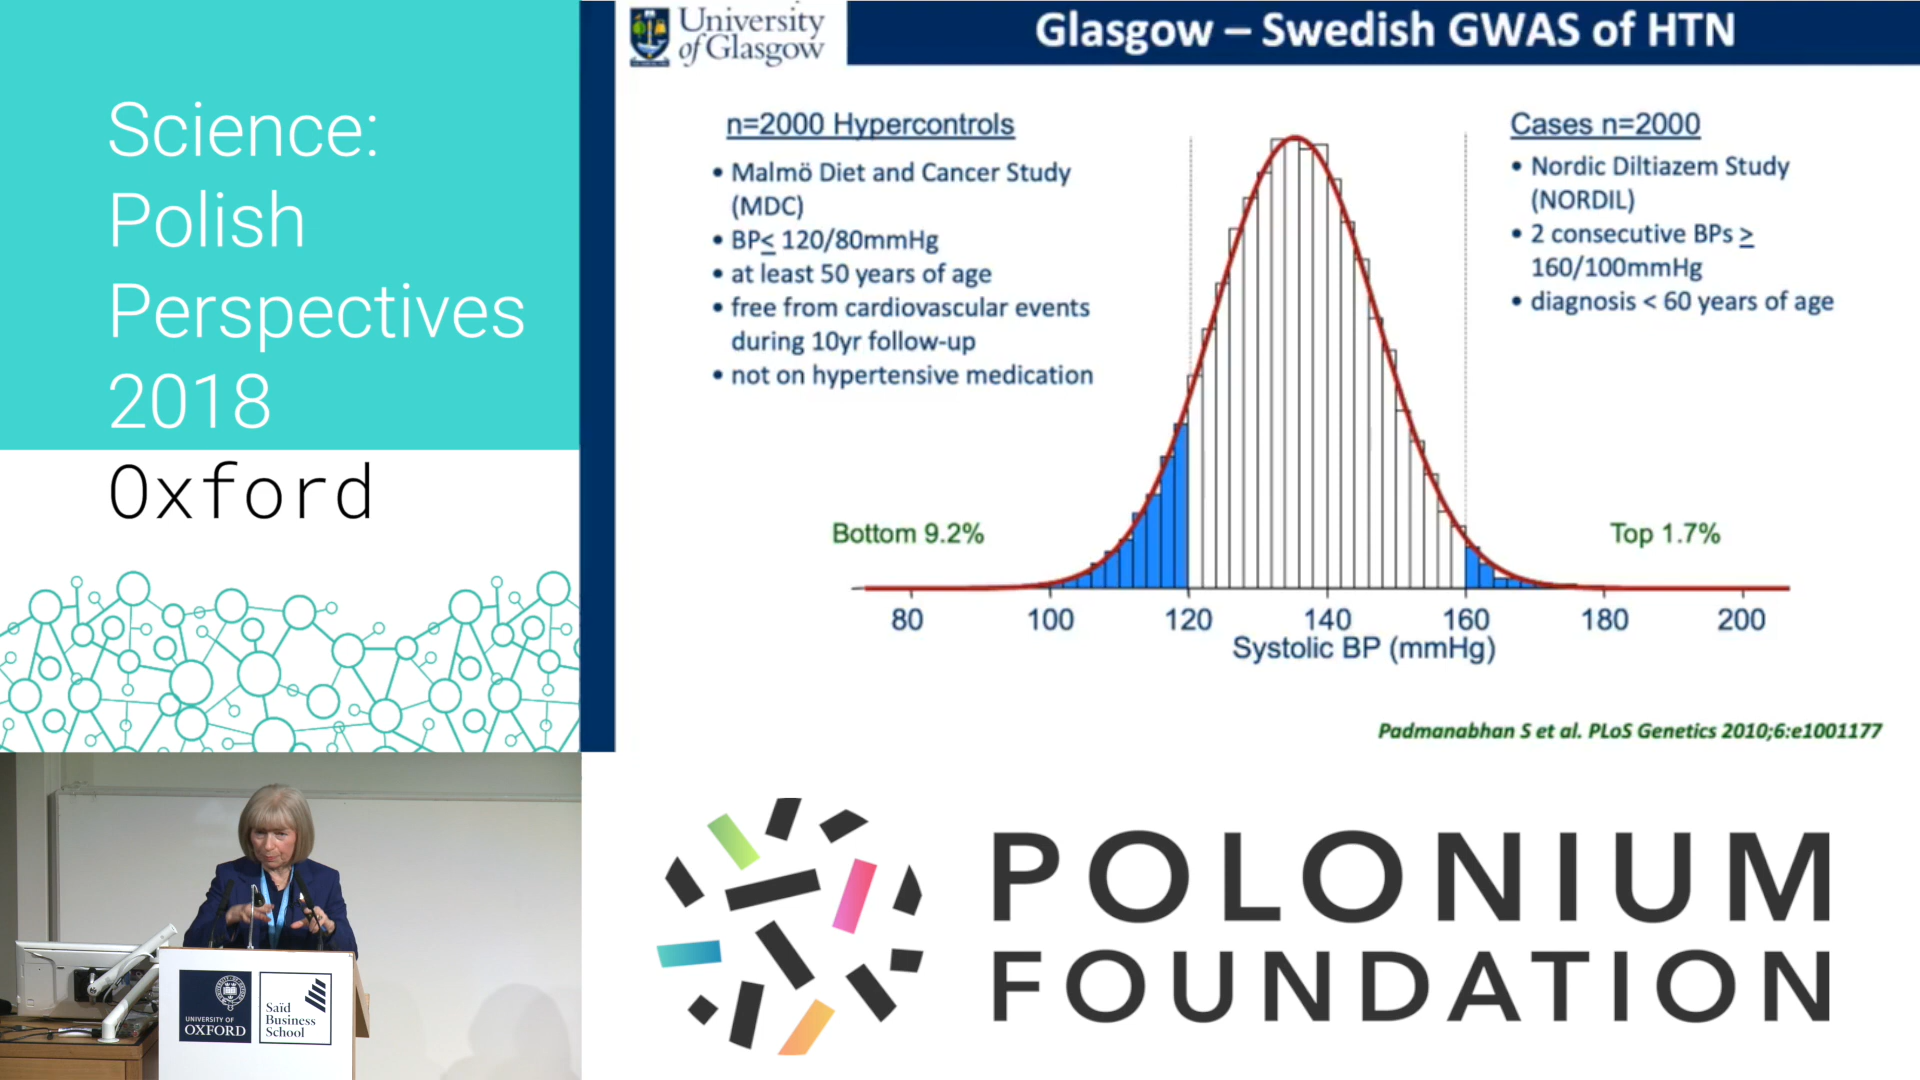 Science:
Polish
Perspectives
2018
Oxford
University
of Glasgow
Glasgow – Swedish GWAS of HTN
n=2000 Hypercontrols
• Malmö Diet and Cancer Study
(MDC)
• BP≤ 120/80mmHg
• at least 50 years of age
• free from cardiovascular events
during 10yr follow-up
• not on hypertensive medication
Cases n=2000
• Nordic Diltiazem Study
(NORDIL)
• 2 consecutive BPs ≥
160/100mmHg
• diagnosis < 60 years of age
Bottom 9.2%
Top 1.7%
80 100 120 140 160 180 200
Systolic BP (mmHg)
Padmanabhan S et al. PLoS Genetics 2010;6:e1001177
UNIVERSITY OF
OXFORD
Saïd
Business
School
POLONIUM
FOUNDATION